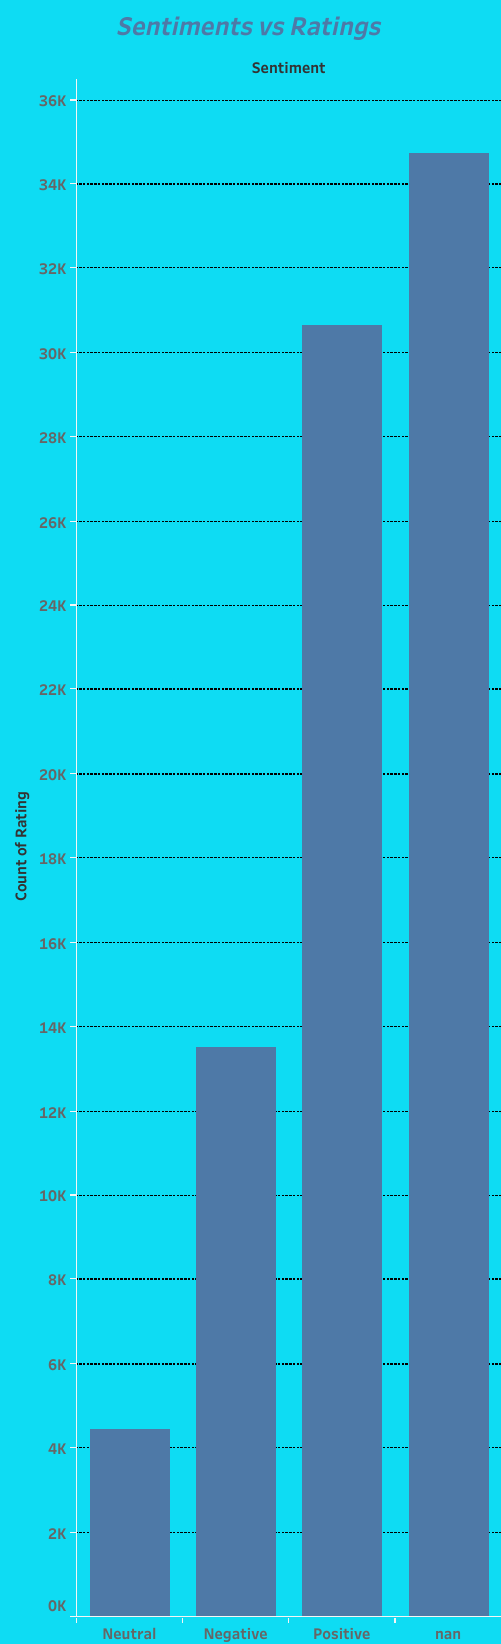 Sentiments vs Ratings
Sentiment
36K
34K
32K
30K
28K
26K
24K
22K
20K
18K
16K
14K
12K
10K
8K
6K
4K
2K
0K
Count of Rating
Neutral Negative Positive nan